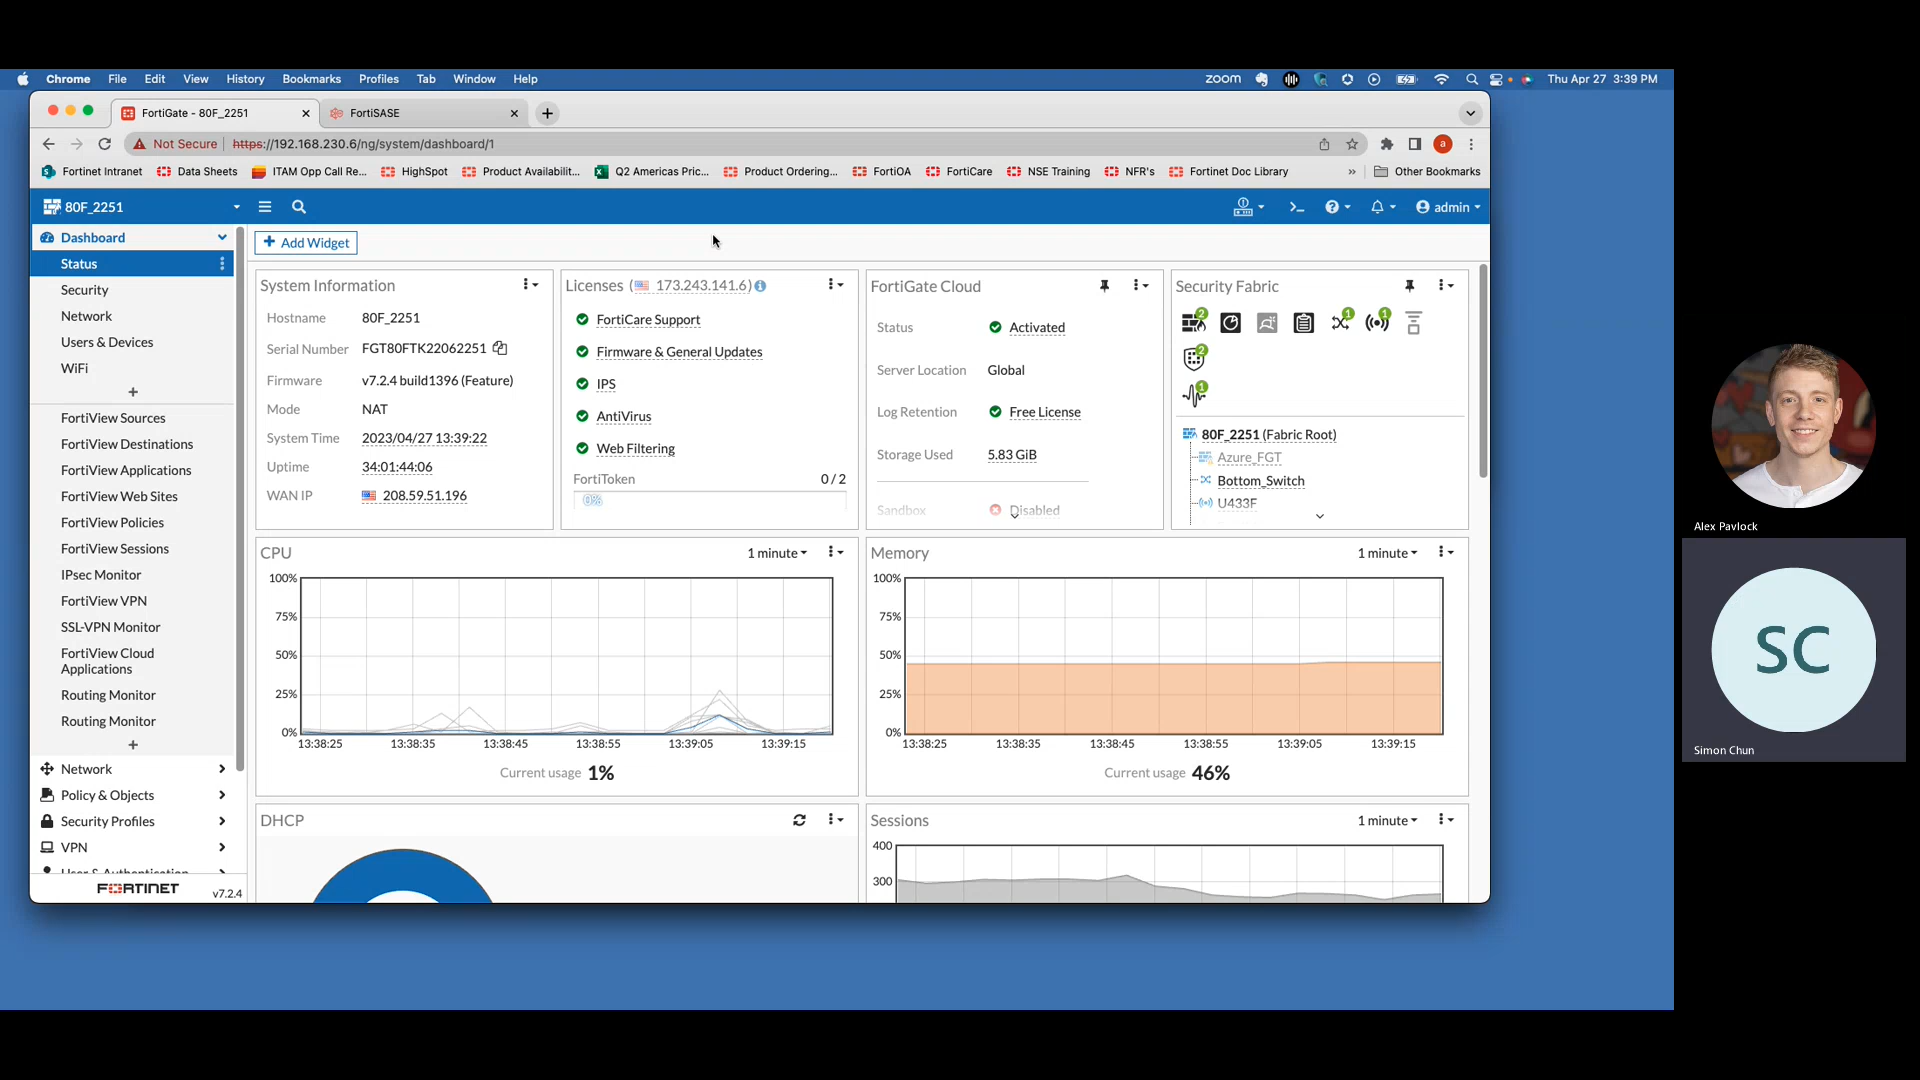 Chrome File Edit View History Bookmarks Profiles Tab Window Help zoom Thu Apr 27 3:39 PM
FortiGate - 80F_2251 FortiSASE
Not Secure https://192.168.230.6/ng/system/dashboard/1 a
Fortinet Intranet Data Sheets ITAM Opp Call Re... HighSpot Product Availabilit... Q2 Americas Pric... Product Ordering... FortiOA FortiCare NSE Training NFR's Fortinet Doc Library » Other Bookmarks
80F_2251 admin
Dashboard
Status
Security
Network
Users & Devices
WiFi
+
FortiView Sources
FortiView Destinations
FortiView Applications
FortiView Web Sites
FortiView Policies
FortiView Sessions
IPsec Monitor
FortiView VPN
SSL-VPN Monitor
FortiView Cloud
Applications
Routing Monitor
Routing Monitor
+
Network
Policy & Objects
Security Profiles
VPN
User & Authentication
FORTINET v7.2.4
+ Add Widget
System Information
Hostname 80F_2251
Serial Number FGT80FTK22062251
Firmware v7.2.4 build1396 (Feature)
Mode NAT
System Time 2023/04/27 13:39:22
Uptime 34:01:44:06
WAN IP 208.59.51.196
Licenses (173.243.141.6)
FortiCare Support
Firmware & General Updates
IPS
AntiVirus
Web Filtering
FortiToken 0 / 2
0%
FortiGate Cloud
Status Activated
Server Location Global
Log Retention Free License
Storage Used 5.83 GiB
Sandbox Disabled
Security Fabric
2 1 1
2
1
80F_2251 (Fabric Root)
Azure_FGT
Bottom_Switch
U433F
CPU 1 minute
100%
75%
50%
25%
0%
13:38:25 13:38:35 13:38:45 13:38:55 13:39:05 13:39:15
Current usage 1%
Memory 1 minute
100%
75%
50%
25%
0%
13:38:25 13:38:35 13:38:45 13:38:55 13:39:05 13:39:15
Current usage 46%
DHCP
Sessions 1 minute
400
300
Alex Pavlock
SC
Simon Chun